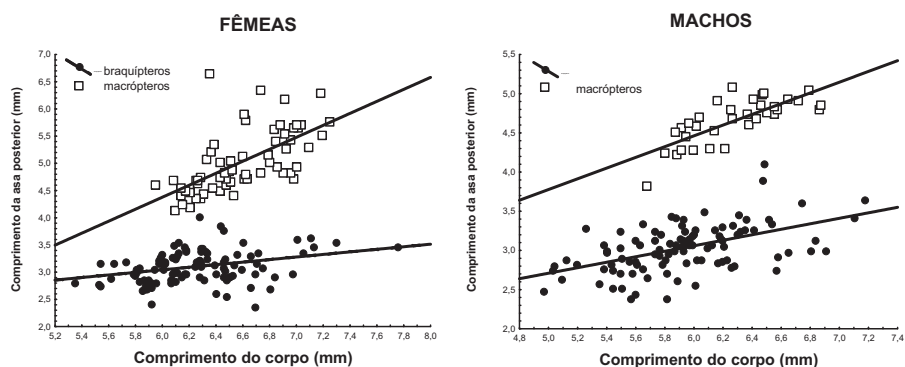 FÊMEAS
Comprimento da asa posterior (mm)
7,0
6,5
6,0
5,5
5,0
4,5
4,0
3,5
3,0
2,5
2,0
braquípteros
macrópteros
5,2 5,4 5,6 5,8 6,0 6,2 6,4 6,6 6,8 7,0 7,2 7,4 7,6 7,8 8,0
Comprimento do corpo (mm)
MACHOS
Comprimento da asa posterior (mm)
5,5
5,0
4,5
4,0
3,5
3,0
2,5
2,0
macrópteros
4,8 5,0 5,2 5,4 5,6 5,8 6,0 6,2 6,4 6,6 6,8 7,0 7,2 7,4
Comprimento do corpo (mm)